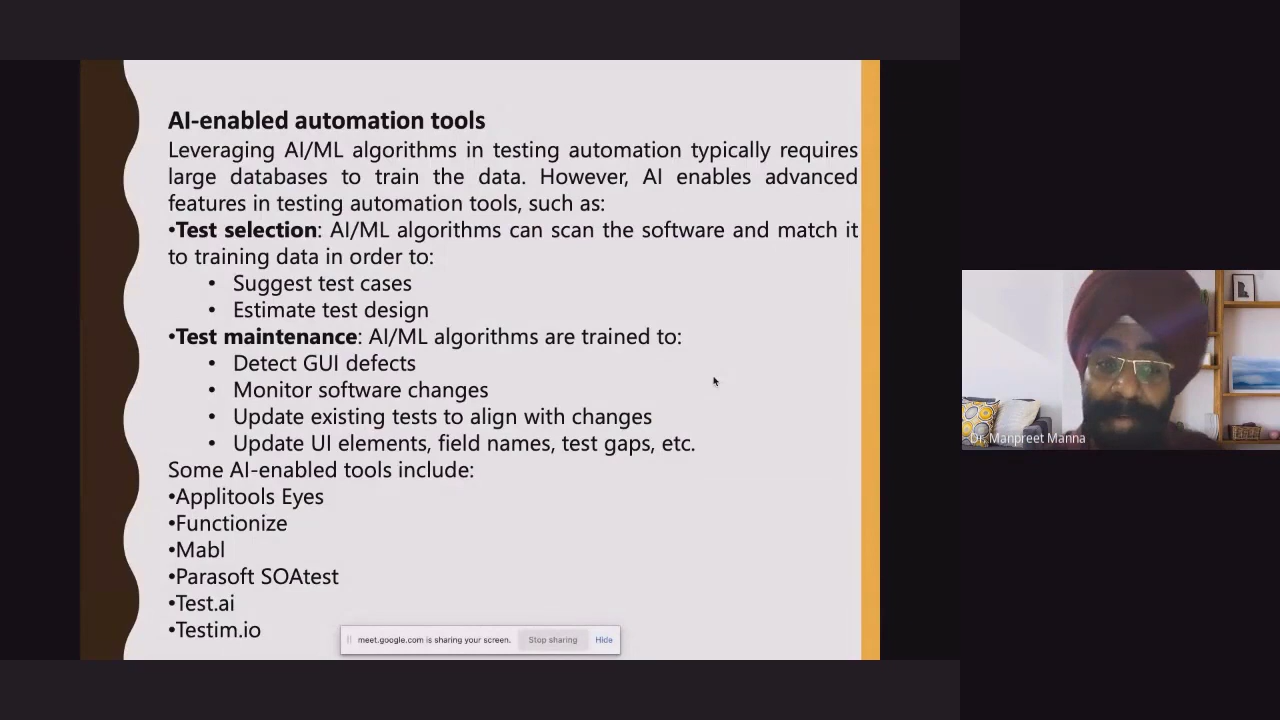 AI-enabled automation tools
Leveraging AI/ML algorithms in testing automation typically requires
large databases to train the data. However, AI enables advanced
features in testing automation tools, such as:
•Test selection: AI/ML algorithms can scan the software and match it
to training data in order to:
• Suggest test cases
• Estimate test design
•Test maintenance: AI/ML algorithms are trained to:
• Detect GUI defects
• Monitor software changes
• Update existing tests to align with changes
• Update UI elements, field names, test gaps, etc.
Some AI-enabled tools include:
•Applitools Eyes
•Functionize
•Mabl
•Parasoft SOAtest
•Test.ai
•Testim.io
meet.google.com is sharing your screen. Stop sharing Hide
Dr. Manpreet Manna